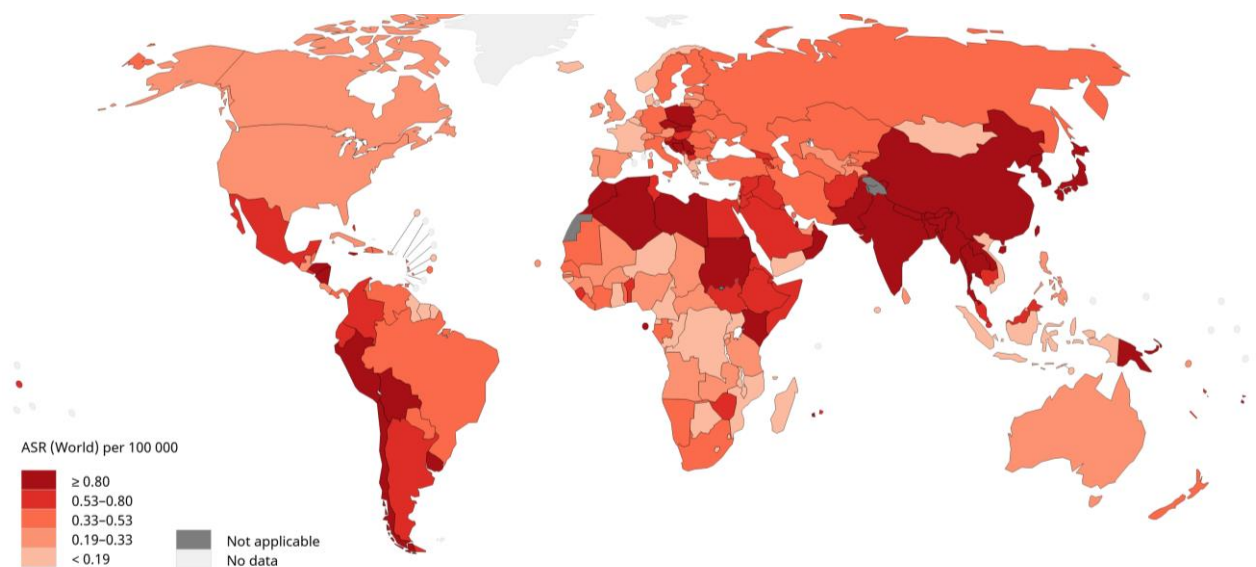 ASR (World) per 100 000
≥ 0.80
0.53–0.80
0.33–0.53
0.19–0.33
< 0.19
Not applicable
No data